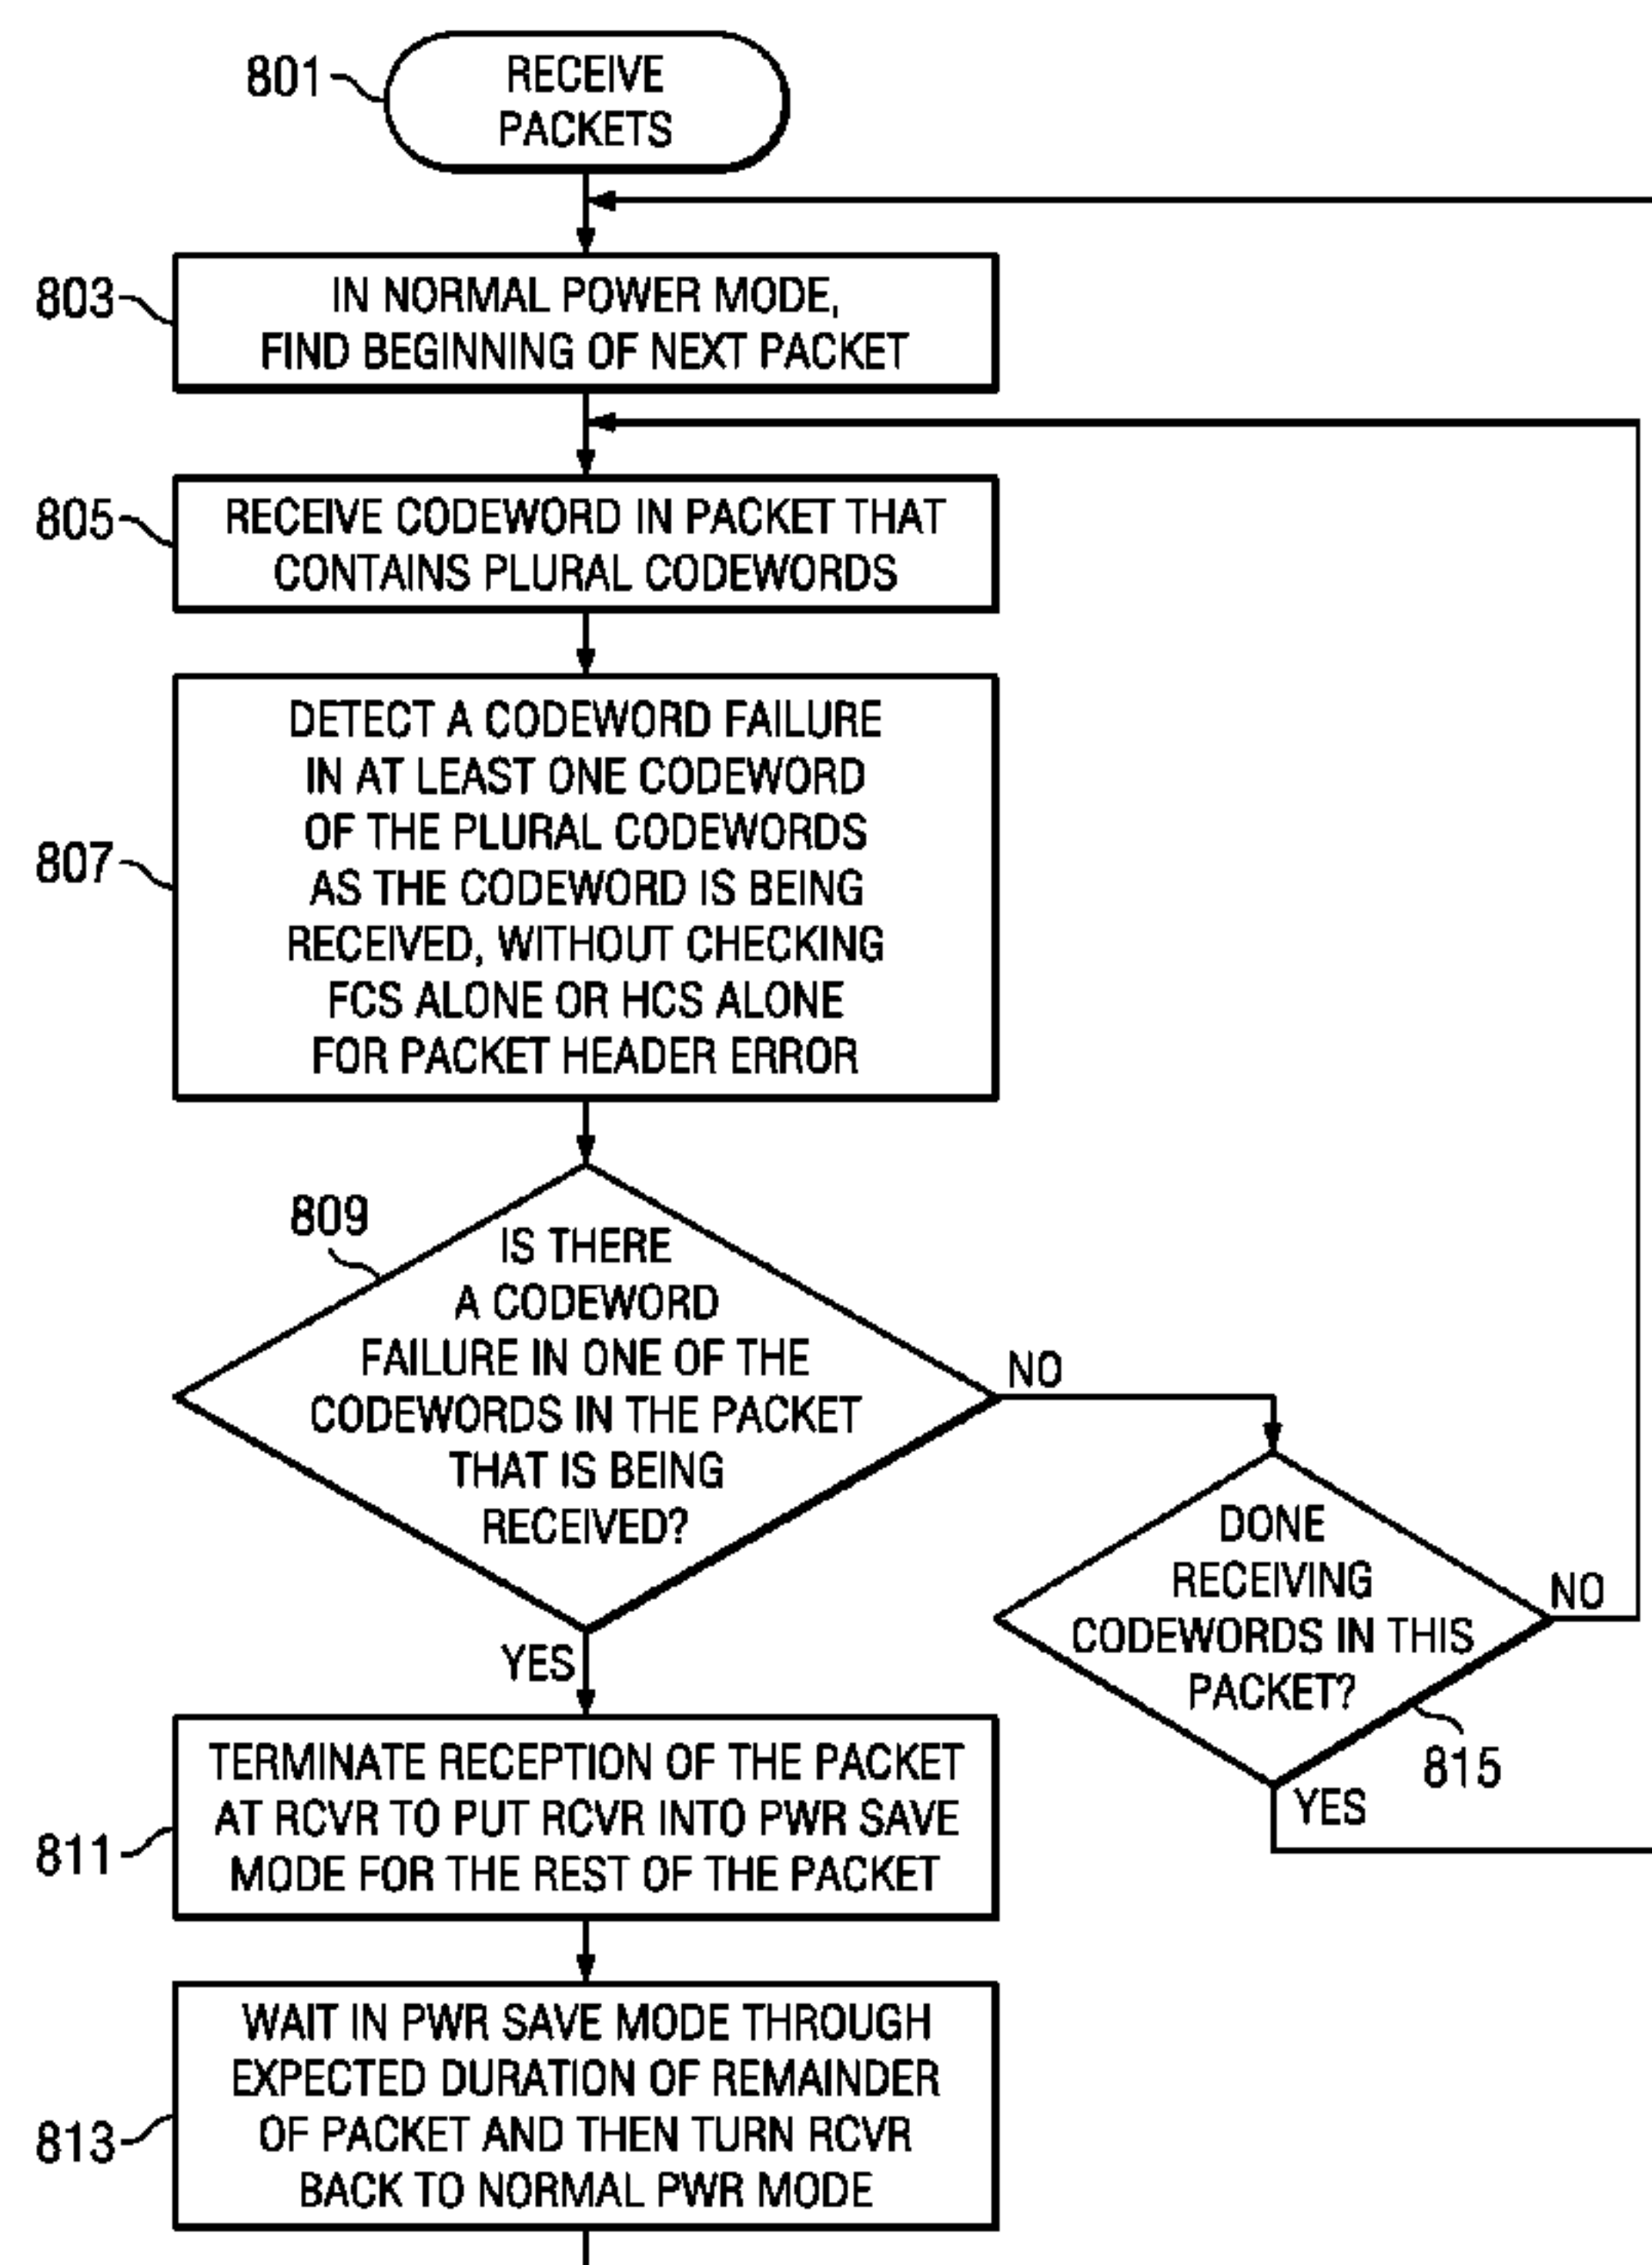 801
RECEIVE
PACKETS
803
IN NORMAL POWER MODE,
FIND BEGINNING OF NEXT PACKET
805
RECEIVE CODEWORD IN PACKET THAT
CONTAINS PLURAL CODEWORDS
807
DETECT A CODEWORD FAILURE
IN AT LEAST ONE CODEWORD
OF THE PLURAL CODEWORDS
AS THE CODEWORD IS BEING
RECEIVED, WITHOUT CHECKING
FCS ALONE OR HCS ALONE
FOR PACKET HEADER ERROR
809
IS THERE
A CODEWORD
FAILURE IN ONE OF THE
CODEWORDS IN THE PACKET
THAT IS BEING
RECEIVED?
NO
YES
DONE
RECEIVING
CODEWORDS IN THIS
PACKET?
NO
815
YES
811
TERMINATE RECEPTION OF THE PACKET
AT RCVR TO PUT RCVR INTO PWR SAVE
MODE FOR THE REST OF THE PACKET
813
WAIT IN PWR SAVE MODE THROUGH
EXPECTED DURATION OF REMAINDER
OF PACKET AND THEN TURN RCVR
BACK TO NORMAL PWR MODE